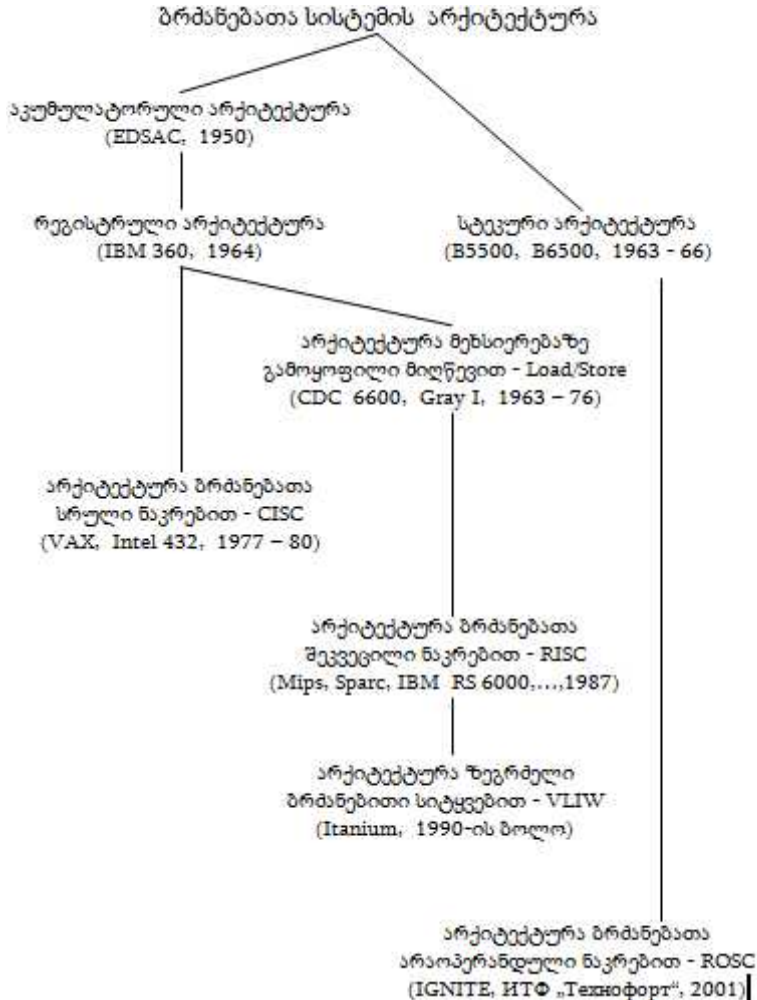 ბრძანებათა სისტემის არქიტექტურა
აკუმულატორული არქიტექტურა
(EDSAC, 1950)
რეგისტრული არქიტექტურა
(IBM 360, 1964)
სტეკური არქიტექტურა
(B5500, B6500, 1963 - 66)
არქიტექტურა მეხსიერებაზე
გამოყოფილი მიღწევით - Load/Store
(CDC 6600, Gray I, 1963 – 76)
არქიტექტურა ბრძანებათა
სრული ნაკრებით - CISC
(VAX, Intel 432, 1977 – 80)
არქიტექტურა ბრძანებათა
შეკვეცილი ნაკრებით - RISC
(Mips, Sparc, IBM RS 6000,...,1987)
არქიტექტურა ზეგრძელი
ბრძანებითი სიტყვებით - VLIW
(Itanium, 1990-ის ბოლო)
არქიტექტურა ბრძანებათა
არაოპერანდული ნაკრებით - ROSC
(IGNITE, ИТФ „Технофорт“, 2001)